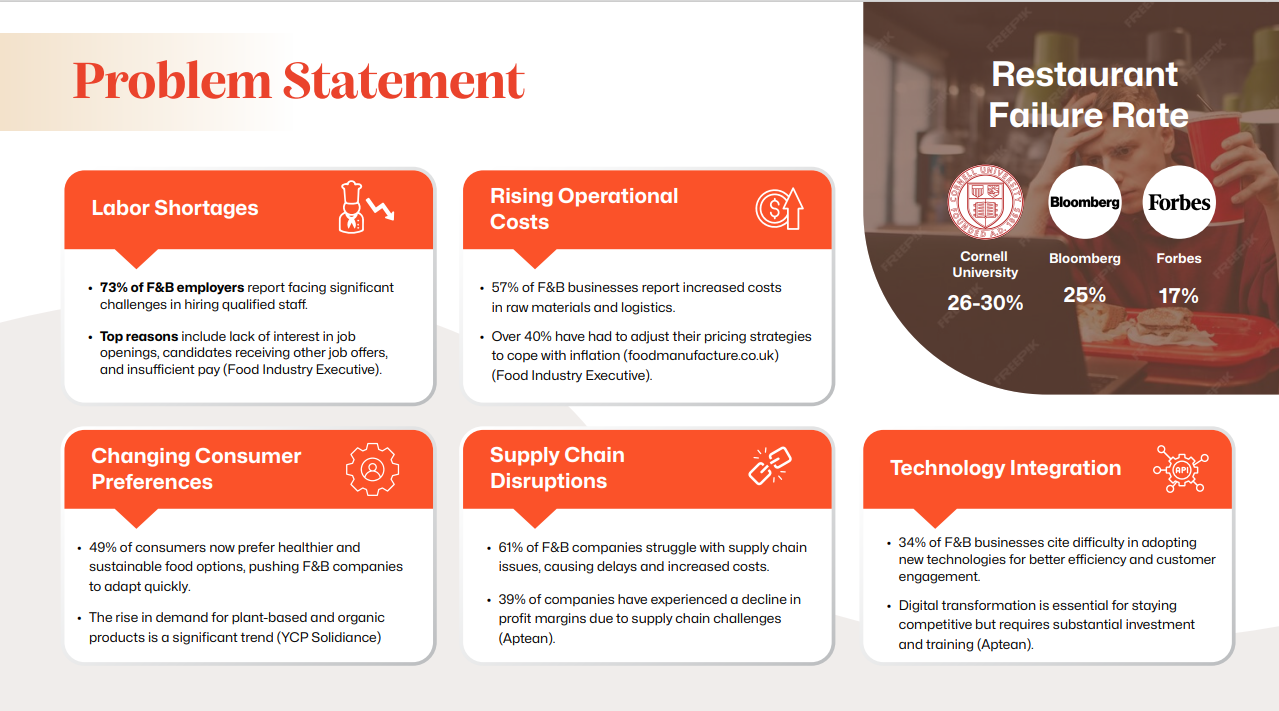 Problem Statement
Restaurant
Failure Rate
CORNELL UNIVERSITY
FOUNDED A.D. 1865
Bloomberg
Forbes
Cornell
University
Bloomberg
Forbes
26-30%
25%
17%
Labor Shortages
• 73% of F&B employers report facing significant
challenges in hiring qualified staff.
• Top reasons include lack of interest in job
openings, candidates receiving other job offers,
and insufficient pay (Food Industry Executive).
Rising Operational
Costs
• 57% of F&B businesses report increased costs
in raw materials and logistics.
• Over 40% have had to adjust their pricing strategies
to cope with inflation (foodmanufacture.co.uk)
(Food Industry Executive).
Changing Consumer
Preferences
• 49% of consumers now prefer healthier and
sustainable food options, pushing F&B companies
to adapt quickly.
• The rise in demand for plant-based and organic
products is a significant trend (YCP Solidiance)
Supply Chain
Disruptions
• 61% of F&B companies struggle with supply chain
issues, causing delays and increased costs.
• 39% of companies have experienced a decline in
profit margins due to supply chain challenges
(Aptean).
Technology Integration
API
• 34% of F&B businesses cite difficulty in adopting
new technologies for better efficiency and customer
engagement.
• Digital transformation is essential for staying
competitive but requires substantial investment
and training (Aptean).
FREEPIK